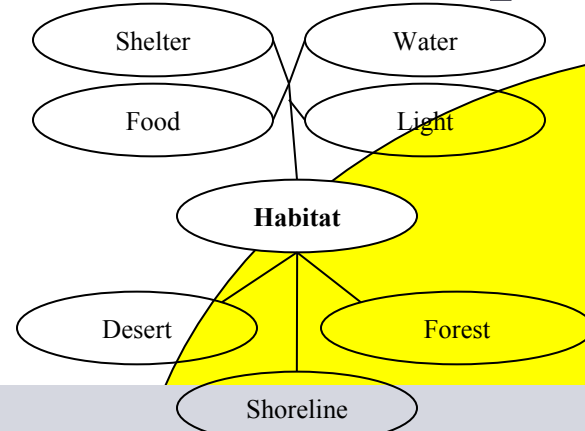 Shelter
Water
Food
Light
Habitat
Desert
Forest
Shoreline